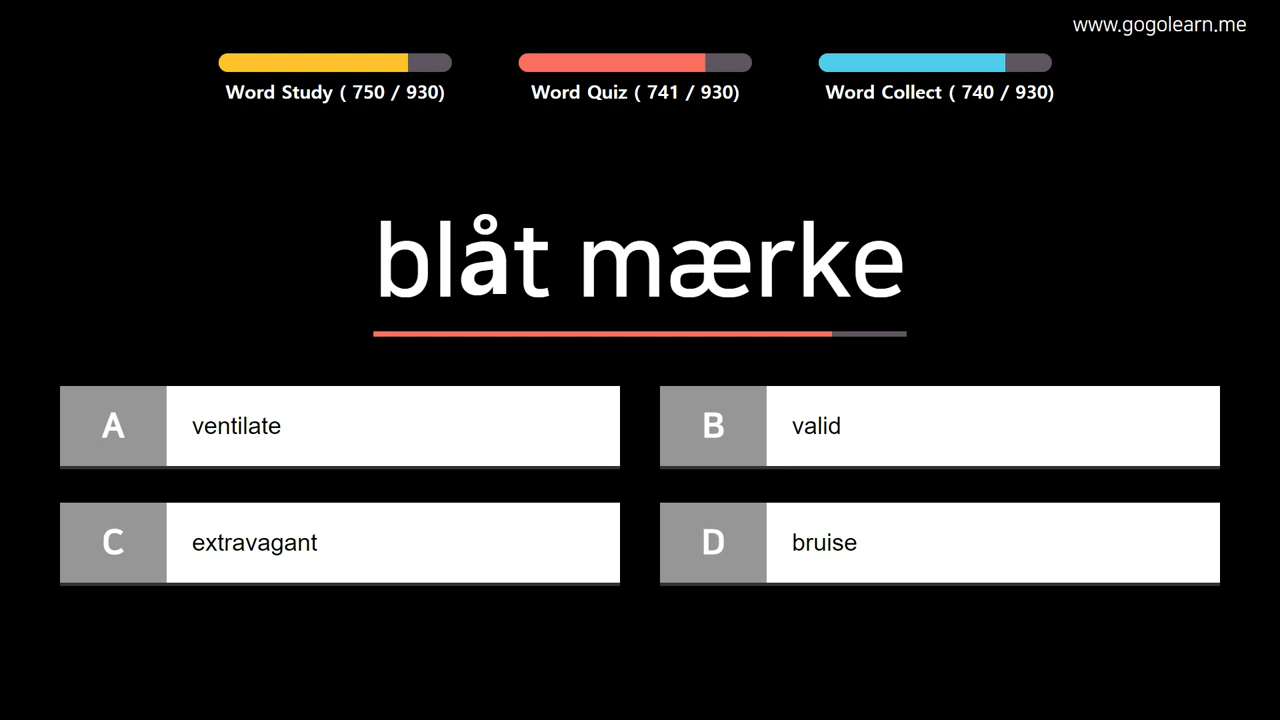 www.gogolearn.me
Word Study ( 750 / 930)
Word Quiz ( 741 / 930)
Word Collect ( 740 / 930)
blåt mærke
A ventilate
B valid
C extravagant
D bruise